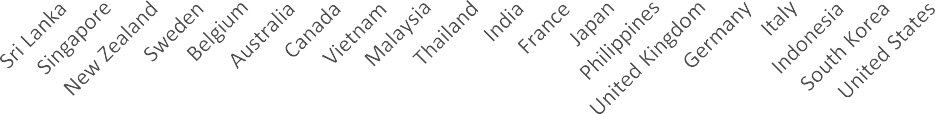 Sri Lanka
Singapore
New Zealand
Sweden
Belgium
Australia
Canada
Vietnam
Malaysia
Thailand
India
France
Japan
Philippines
United Kingdom
Germany
Italy
Indonesia
South Korea
United States